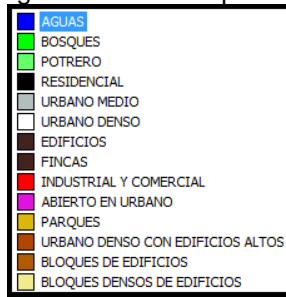 AGUAS
BOSQUES
POTRERO
RESIDENCIAL
URBANO MEDIO
URBANO DENSO
EDIFICIOS
FINCAS
INDUSTRIAL Y COMERCIAL
ABIERTO EN URBANO
PARQUES
URBANO DENSO CON EDIFICIOS ALTOS
BLOQUES DE EDIFICIOS
BLOQUES DENSOS DE EDIFICIOS